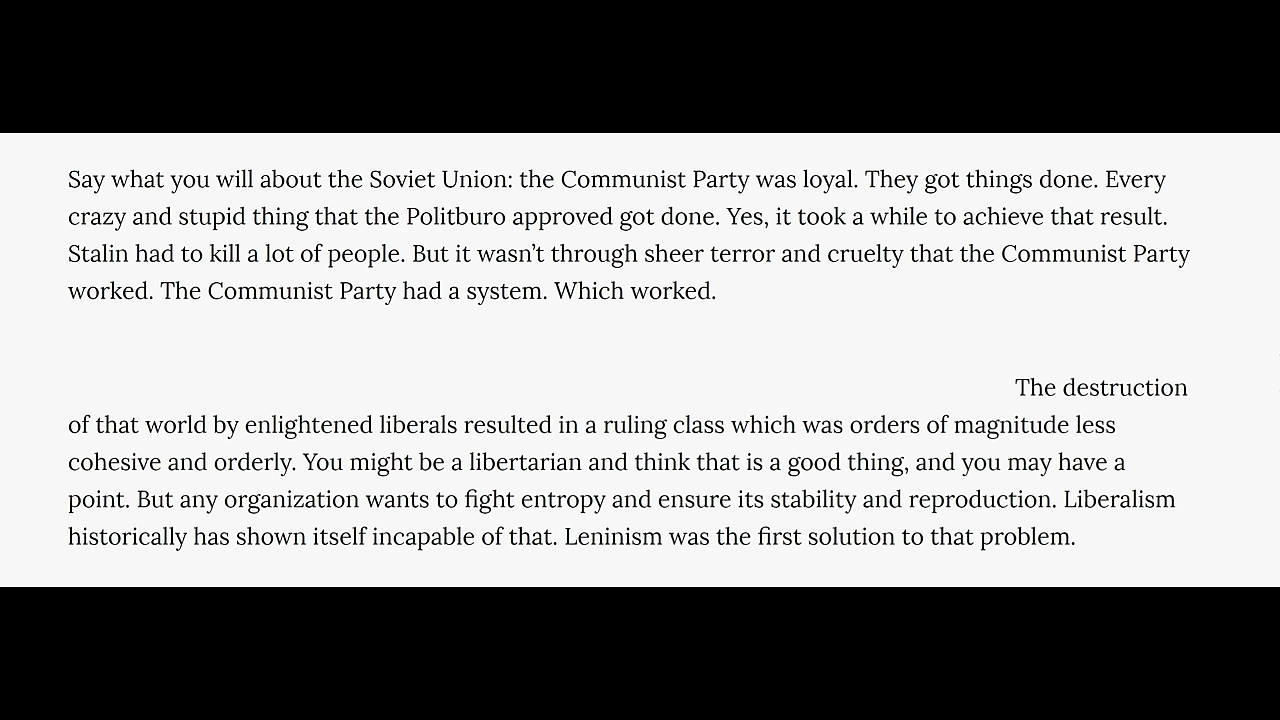 Say what you will about the Soviet Union: the Communist Party was loyal. They got things done. Every
crazy and stupid thing that the Politburo approved got done. Yes, it took a while to achieve that result.
Stalin had to kill a lot of people. But it wasn’t through sheer terror and cruelty that the Communist Party
worked. The Communist Party had a system. Which worked.
The destruction
of that world by enlightened liberals resulted in a ruling class which was orders of magnitude less
cohesive and orderly. You might be a libertarian and think that is a good thing, and you may have a
point. But any organization wants to fight entropy and ensure its stability and reproduction. Liberalism
historically has shown itself incapable of that. Leninism was the first solution to that problem.